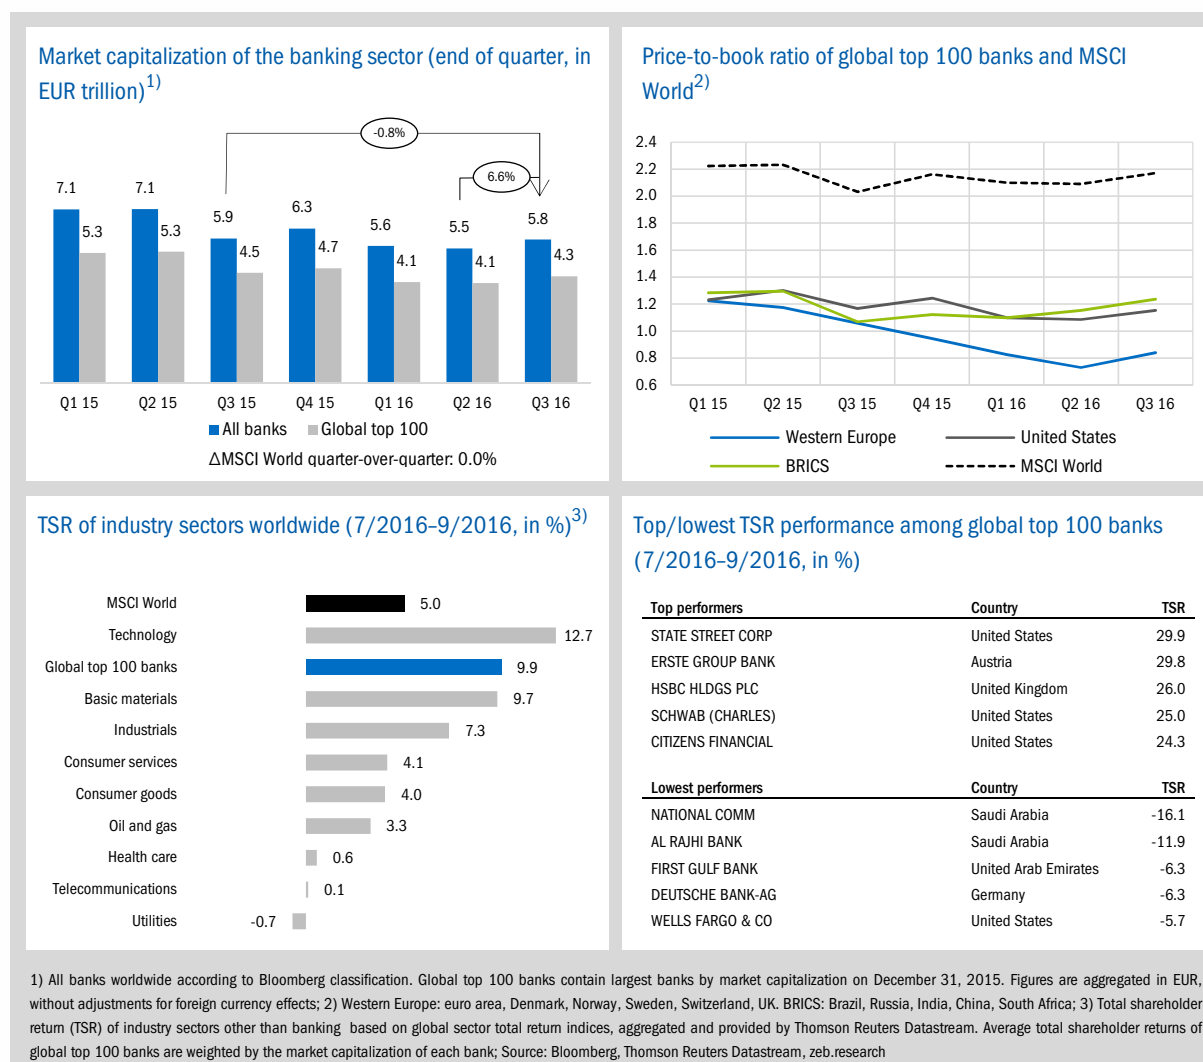 Market capitalization of the banking sector (end of quarter, in
EUR trillion)1)
-0.8%
6.6%
7.1
5.3
7.1
5.3
5.9
4.5
6.3
4.7
5.6
4.1
5.5
4.1
5.8
4.3
Q1 15
Q2 15
Q3 15
Q4 15
Q1 16
Q2 16
Q3 16
All banks
Global top 100
ΔMSCI World quarter-over-quarter: 0.0%
Price-to-book ratio of global top 100 banks and MSCI
World2)
2.4
2.2
2.0
1.8
1.6
1.4
1.2
1.0
0.8
0.6
Q1 15
Q2 15
Q3 15
Q4 15
Q1 16
Q2 16
Q3 16
Western Europe
United States
BRICS
MSCI World
TSR of industry sectors worldwide (7/2016–9/2016, in %)3)
MSCI World 5.0
Technology 12.7
Global top 100 banks 9.9
Basic materials 9.7
Industrials 7.3
Consumer services 4.1
Consumer goods 4.0
Oil and gas 3.3
Health care 0.6
Telecommunications 0.1
Utilities -0.7
Top/lowest TSR performance among global top 100 banks
(7/2016–9/2016, in %)
Top performers Country TSR
STATE STREET CORP United States 29.9
ERSTE GROUP BANK Austria 29.8
HSBC HLDGS PLC United Kingdom 26.0
SCHWAB (CHARLES) United States 25.0
CITIZENS FINANCIAL United States 24.3
Lowest performers Country TSR
NATIONAL COMM Saudi Arabia -16.1
AL RAJHI BANK Saudi Arabia -11.9
FIRST GULF BANK United Arab Emirates -6.3
DEUTSCHE BANK-AG Germany -6.3
WELLS FARGO & CO United States -5.7
1) All banks worldwide according to Bloomberg classification. Global top 100 banks contain largest banks by market capitalization on December 31, 2015. Figures are aggregated in EUR,
without adjustments for foreign currency effects; 2) Western Europe: euro area, Denmark, Norway, Sweden, Switzerland, UK. BRICS: Brazil, Russia, India, China, South Africa; 3) Total shareholder
return (TSR) of industry sectors other than banking based on global sector total return indices, aggregated and provided by Thomson Reuters Datastream. Average total shareholder returns of
global top 100 banks are weighted by the market capitalization of each bank; Source: Bloomberg, Thomson Reuters Datastream, zeb.research